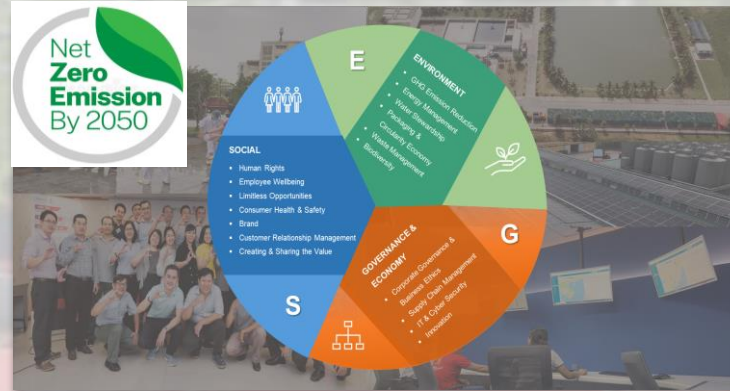 Net
Zero
Emission
By 2050
E
ENVIRONMENT
• GHG Emission Reduction
• Energy Management
• Water Stewardship
• Packaging &
Circularity Economy
• Waste Management
• Biodiversity
SOCIAL
• Human Rights
• Employee Wellbeing
• Limitless Opportunities
• Consumer Health & Safety
• Brand
• Customer Relationship Management
• Creating & Sharing the Value
S
GOVERNANCE &
ECONOMY
• Corporate Governance &
Business Ethics
• Supply Chain Management
• IT & Cyber Security
• Innovation
G